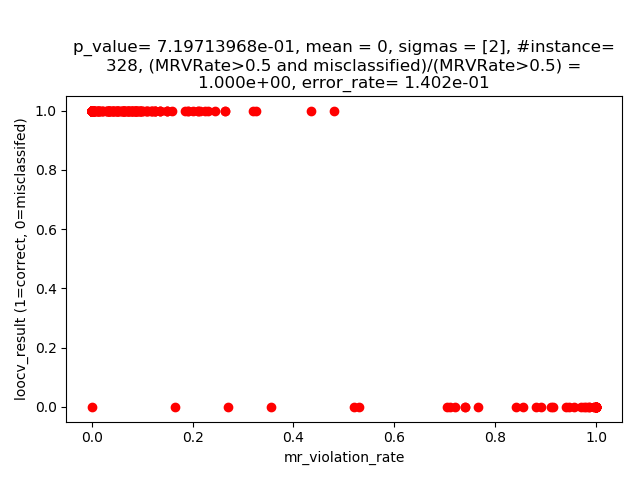 p_value= 7.19713968e-01, mean = 0, sigmas = [2], #instance=
328, (MRVRate>0.5 and misclassified)/(MRVRate>0.5) =
1.000e+00, error_rate= 1.402e-01
1.0
0.8
0.6
0.4
0.2
0.0
loocv_result (1=correct, 0=misclassifed)
0.0 0.2 0.4 0.6 0.8 1.0
mr_violation_rate